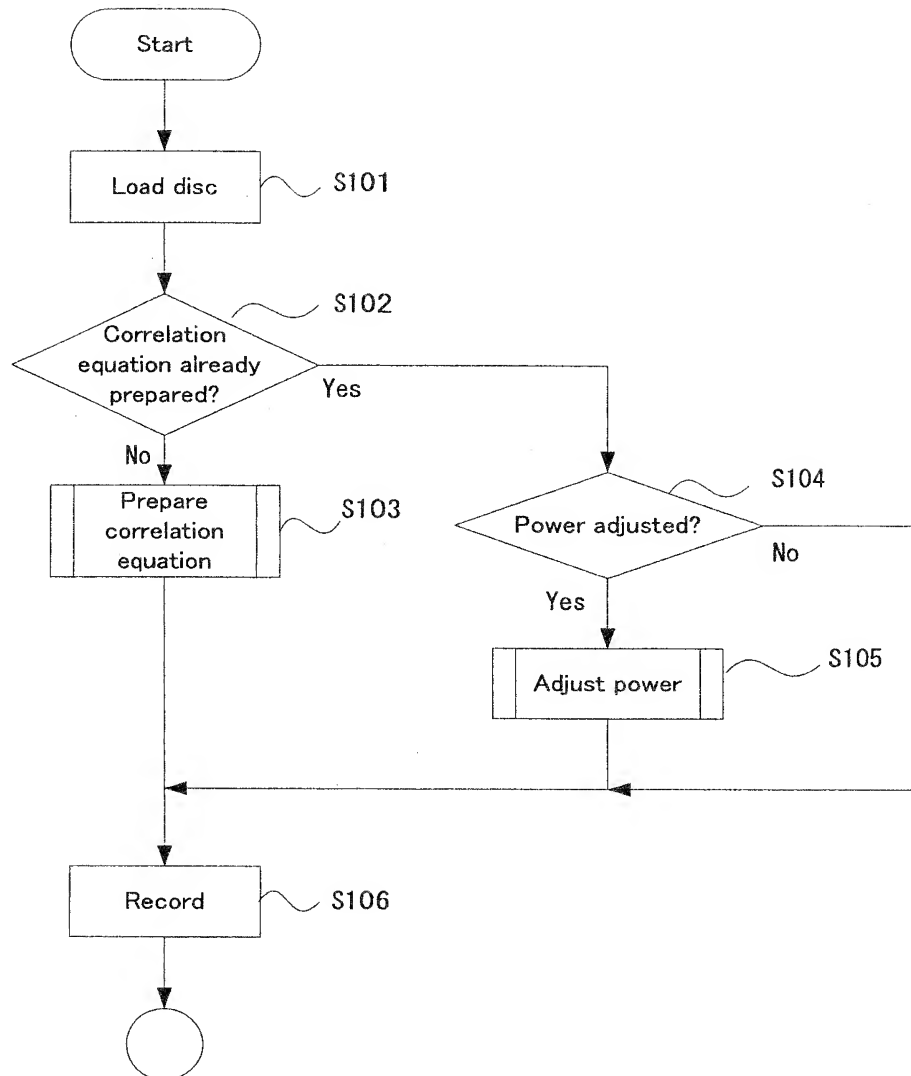 Start
Load disc
S101
S102
Correlation
equation already
prepared?
Yes
No
Prepare
correlation
equation
S103
S104
Power adjusted?
No
Yes
Adjust power
S105
Record
S106